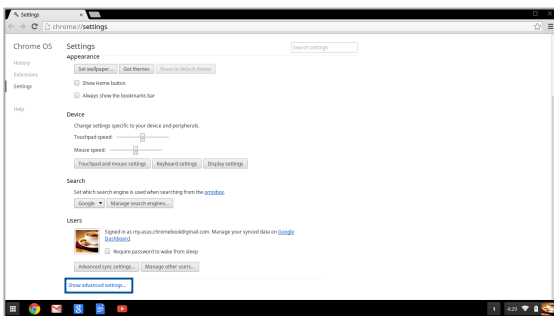 Settings
chrome://settings
Chrome OS
Settings
Search settings
History
Extensions
Settings
Help
Appearance
Set wallpaper...
Get themes
Reset to default theme
Show Home button
Always show the bookmarks bar
Device
Change settings specific to your device and peripherals.
Touchpad speed:
Mouse speed:
Touchpad and mouse settings
Keyboard settings
Display settings
Search
Set which search engine is used when searching from the omnibox.
Google
Manage search engines...
Users
Signed in as my.asus.chromebook@gmail.com. Manage your synced data on Google
Dashboard.
Require password to wake from sleep
Advanced sync settings...
Manage other users...
Show advanced settings...
1
4:29